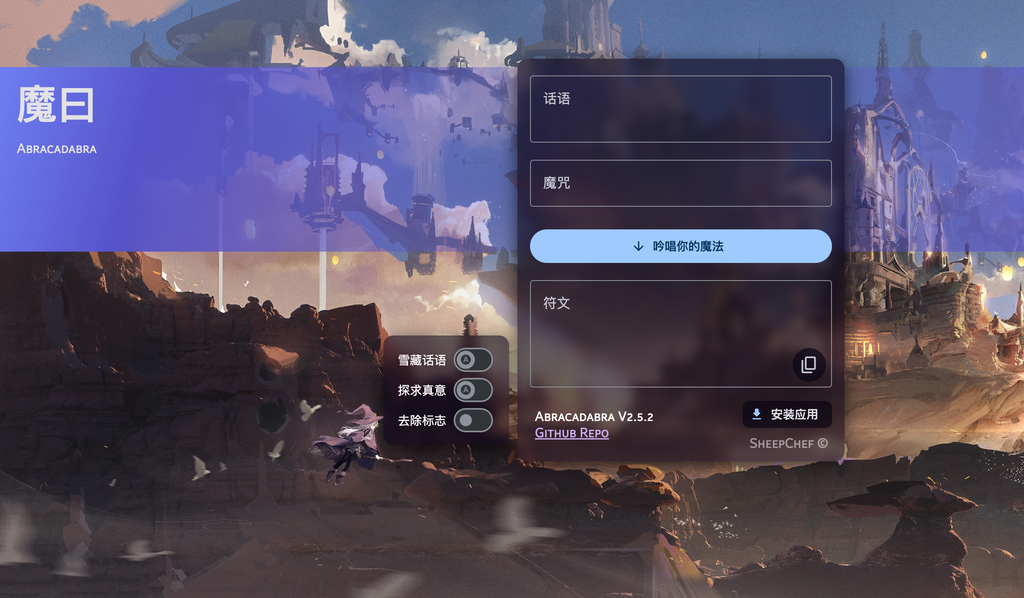 魔曰
Abracadabra
话语
魔咒
↓ 吟唱你的魔法
符文
雪藏话语 A
探求真意 A
去除标志
Abracadabra V2.5.2
Github Repo
安装应用
SheepChef ©